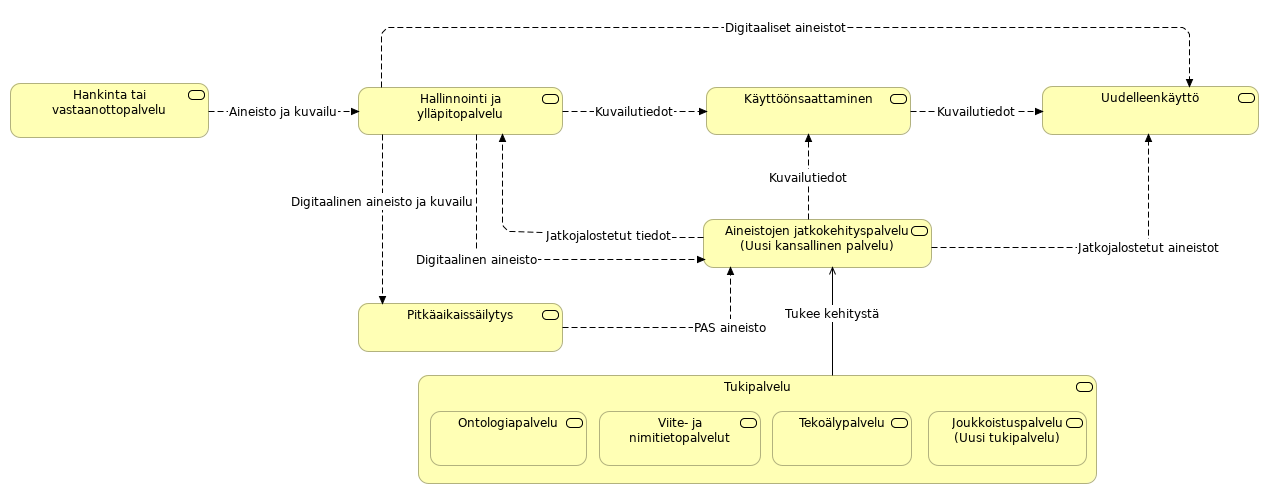 Digitaaliset aineistot
Hankinta tai
vastaanottopalvelu
Aineisto ja kuvailu
Hallinnointi ja
ylläpitopalvelu
Kuvailutiedot
Käyttöönsaattaminen
Kuvailutiedot
Uudelleenkäyttö
Kuvailutiedot
Digitaalinen aineisto ja kuvailu
Jatkojalostetut tiedot
Aineistojen jatkokehityspalvelu
(Uusi kansallinen palvelu)
Jatkojalostetut aineistot
Digitaalinen aineisto
Pitkäaikaissäilytys
PAS aineisto
Tukee kehitystä
Tukipalvelu
Ontologiapalvelu
Viite- ja
nimitietopalvelut
Tekoälypalvelu
Joukkoistuspalvelu
(Uusi tukipalvelu)